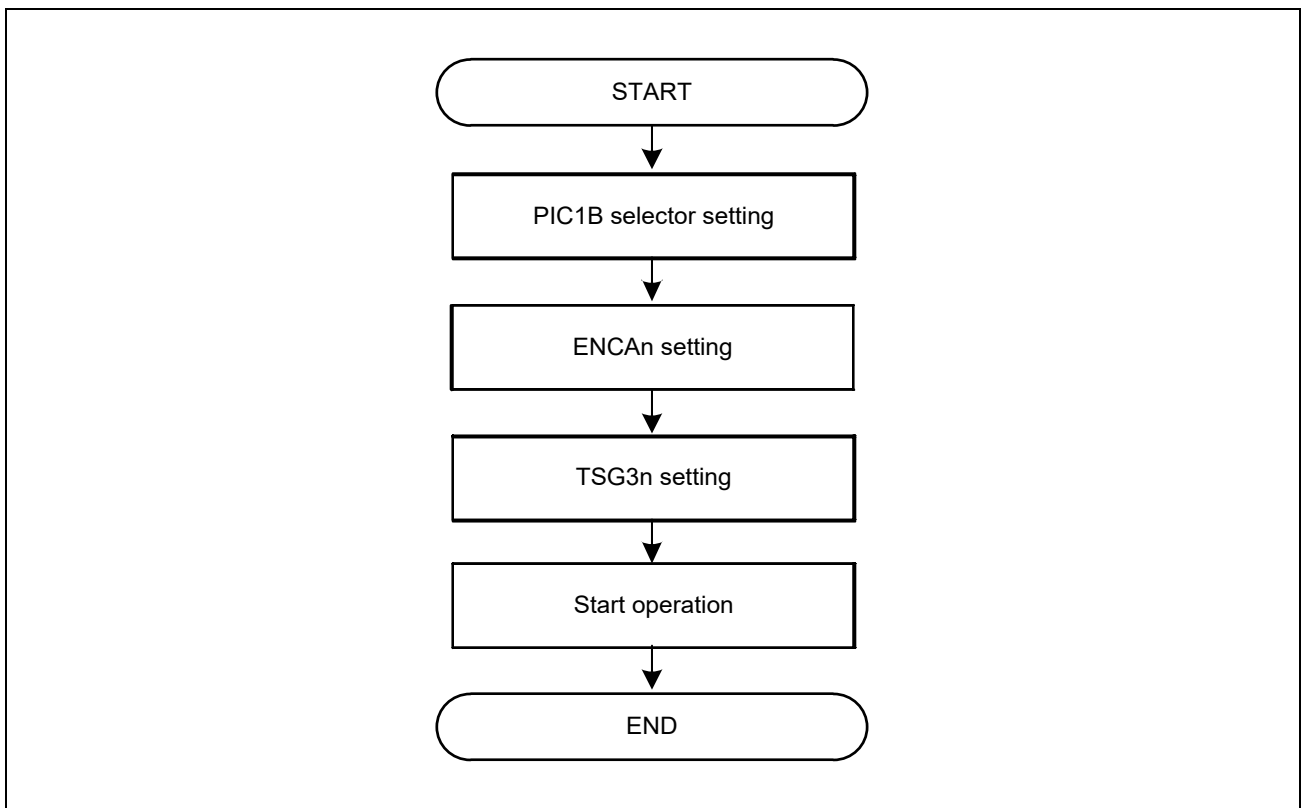 START
PIC1B selector setting
ENCAn setting
TSG3n setting
Start operation
END